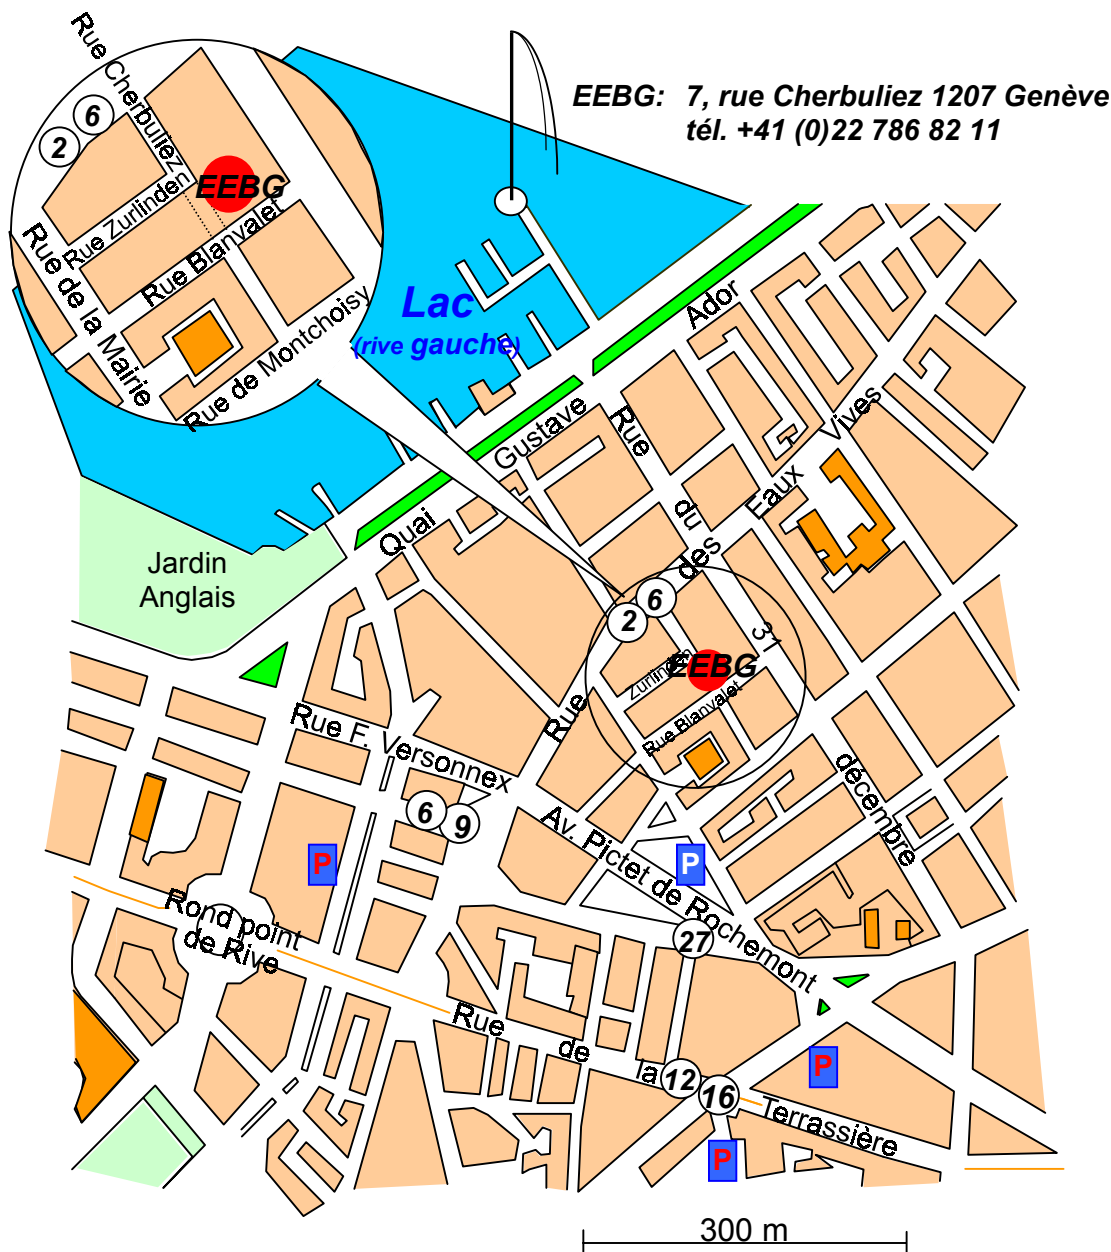 EEBG: 7, rue Cherbuliez 1207 Genève
tél. +41 (0)22 786 82 11
Rue Cherbuliez
6
2
EEBG
Rue Zurlinden
Rue Blanvalet
Rue de la Mairie
Rue de Montchoisy
Lac
(rive gauche)
Quai Gustave Ador
Rue du 31 décembre
Rue des Eaux Vives
Jardin
Anglais
6
2
EEBG
Zurlinden
Rue Blanvalet
Rue F. Versonnex
6
9
Av. Pictet de Rochemont
P
P
Rond point
de Rive
27
Rue de la Terrassière
12
16
P
P
300 m